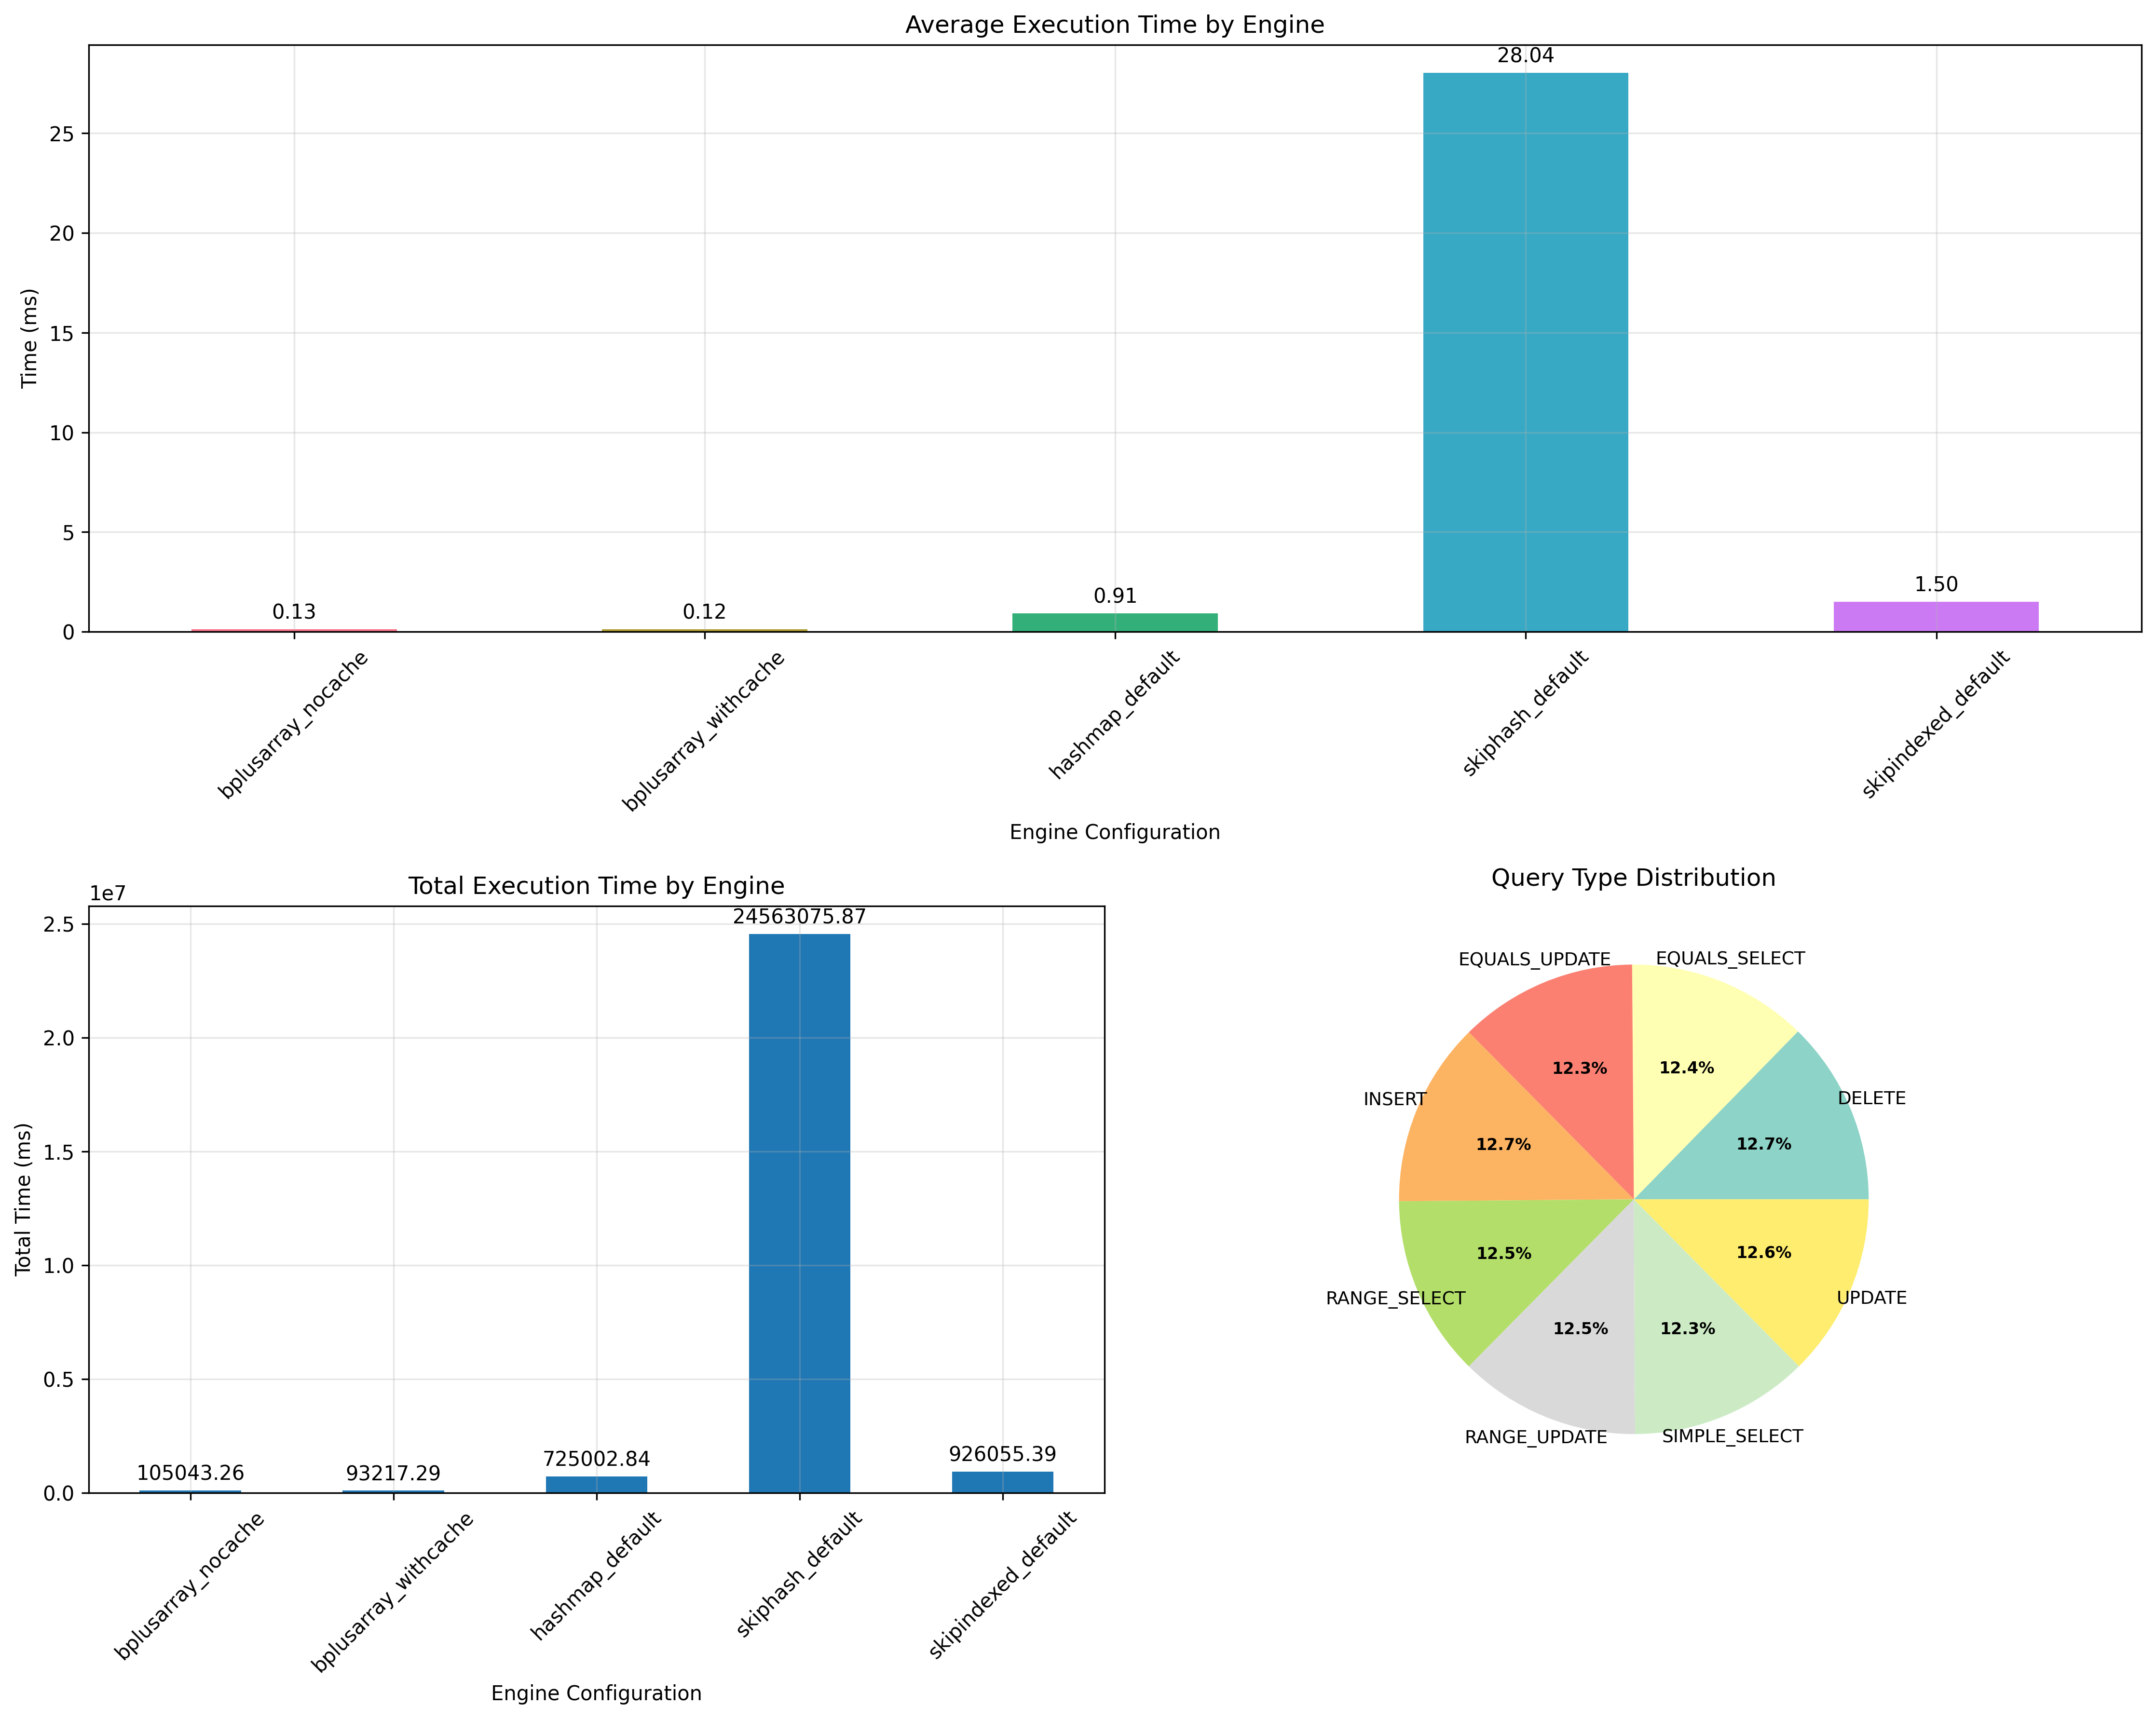 Average Execution Time by Engine
28.04
25
20
15
10
5
0
Time (ms)
0.13
0.12
0.91
1.50
bplusarray_nocache
bplusarray_withcache
hashmap_default
skiphash_default
skipindexed_default
Engine Configuration
Total Execution Time by Engine
1e7
24563075.87
2.5
2.0
1.5
1.0
0.5
0.0
Total Time (ms)
105043.26
93217.29
725002.84
926055.39
bplusarray_nocache
bplusarray_withcache
hashmap_default
skiphash_default
skipindexed_default
Engine Configuration
Query Type Distribution
EQUALS_UPDATE
EQUALS_SELECT
12.3%
12.4%
INSERT
DELETE
12.7%
12.7%
12.5%
12.6%
RANGE_SELECT
UPDATE
12.5%
12.3%
RANGE_UPDATE
SIMPLE_SELECT